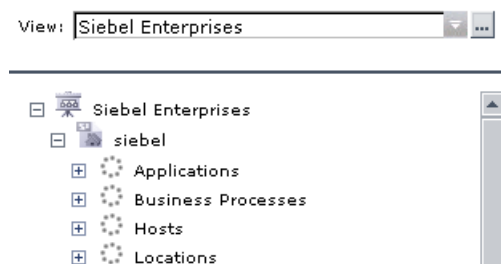 View: Siebel Enterprises ...
Siebel Enterprises
siebel
Applications
Business Processes
Hosts
Locations